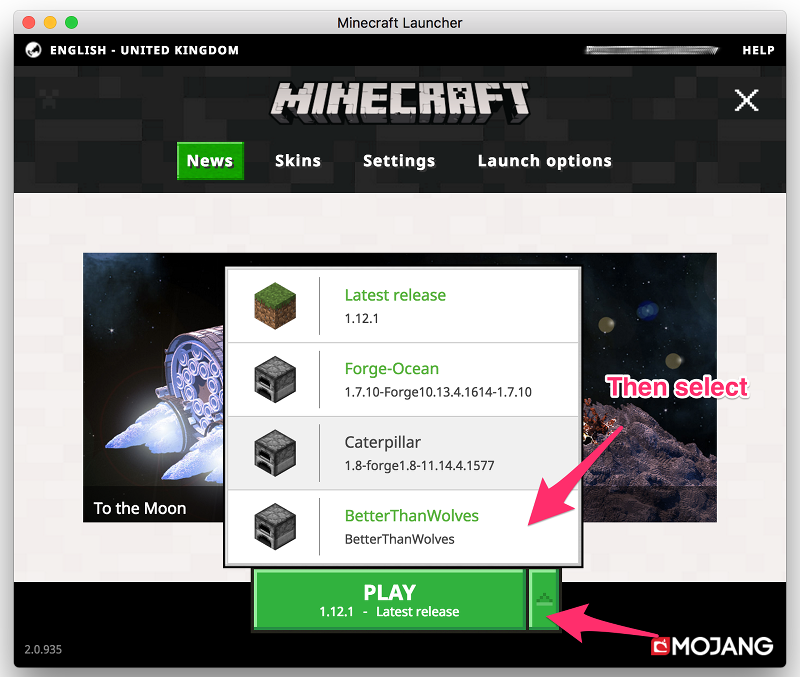 Minecraft Launcher
ENGLISH - UNITED KINGDOM
HELP
MINECRAFT
News
Skins
Settings
Launch options
Latest release
1.12.1
Forge-Ocean
1.7.10-Forge10.13.4.1614-1.7.10
Then select
Caterpillar
1.8-forge1.8-11.14.4.1577
To the Moon
BetterThanWolves
BetterThanWolves
PLAY
1.12.1 - Latest release
2.0.935
MOJANG